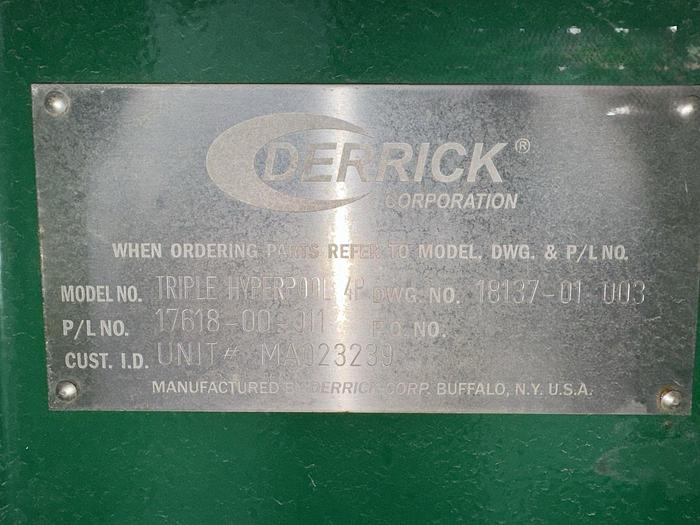 DERRICK®
CORPORATION
WHEN ORDERING PARTS REFER TO MODEL, DWG. & P/L NO.
MODEL NO. TRIPLE HYPERPOOL 4P DWG. NO. 18137-01-003
P/L NO. 17618-00-011 P.O. NO.
CUST. I.D. UNIT# MA023239
MANUFACTURED BY DERRICK CORP. BUFFALO, N.Y. U.S.A.